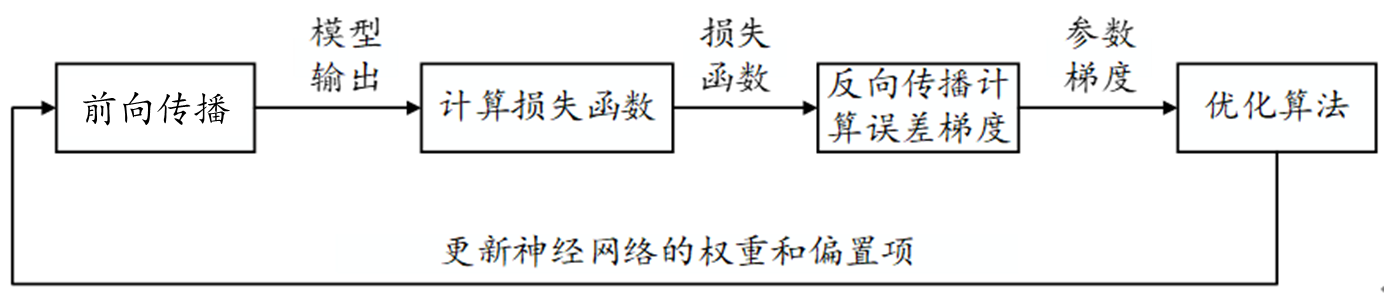 模型
输出
损失
函数
参数
梯度
前向传播
计算损失函数
反向传播计
算误差梯度
优化算法
更新神经网络的权重和偏置项